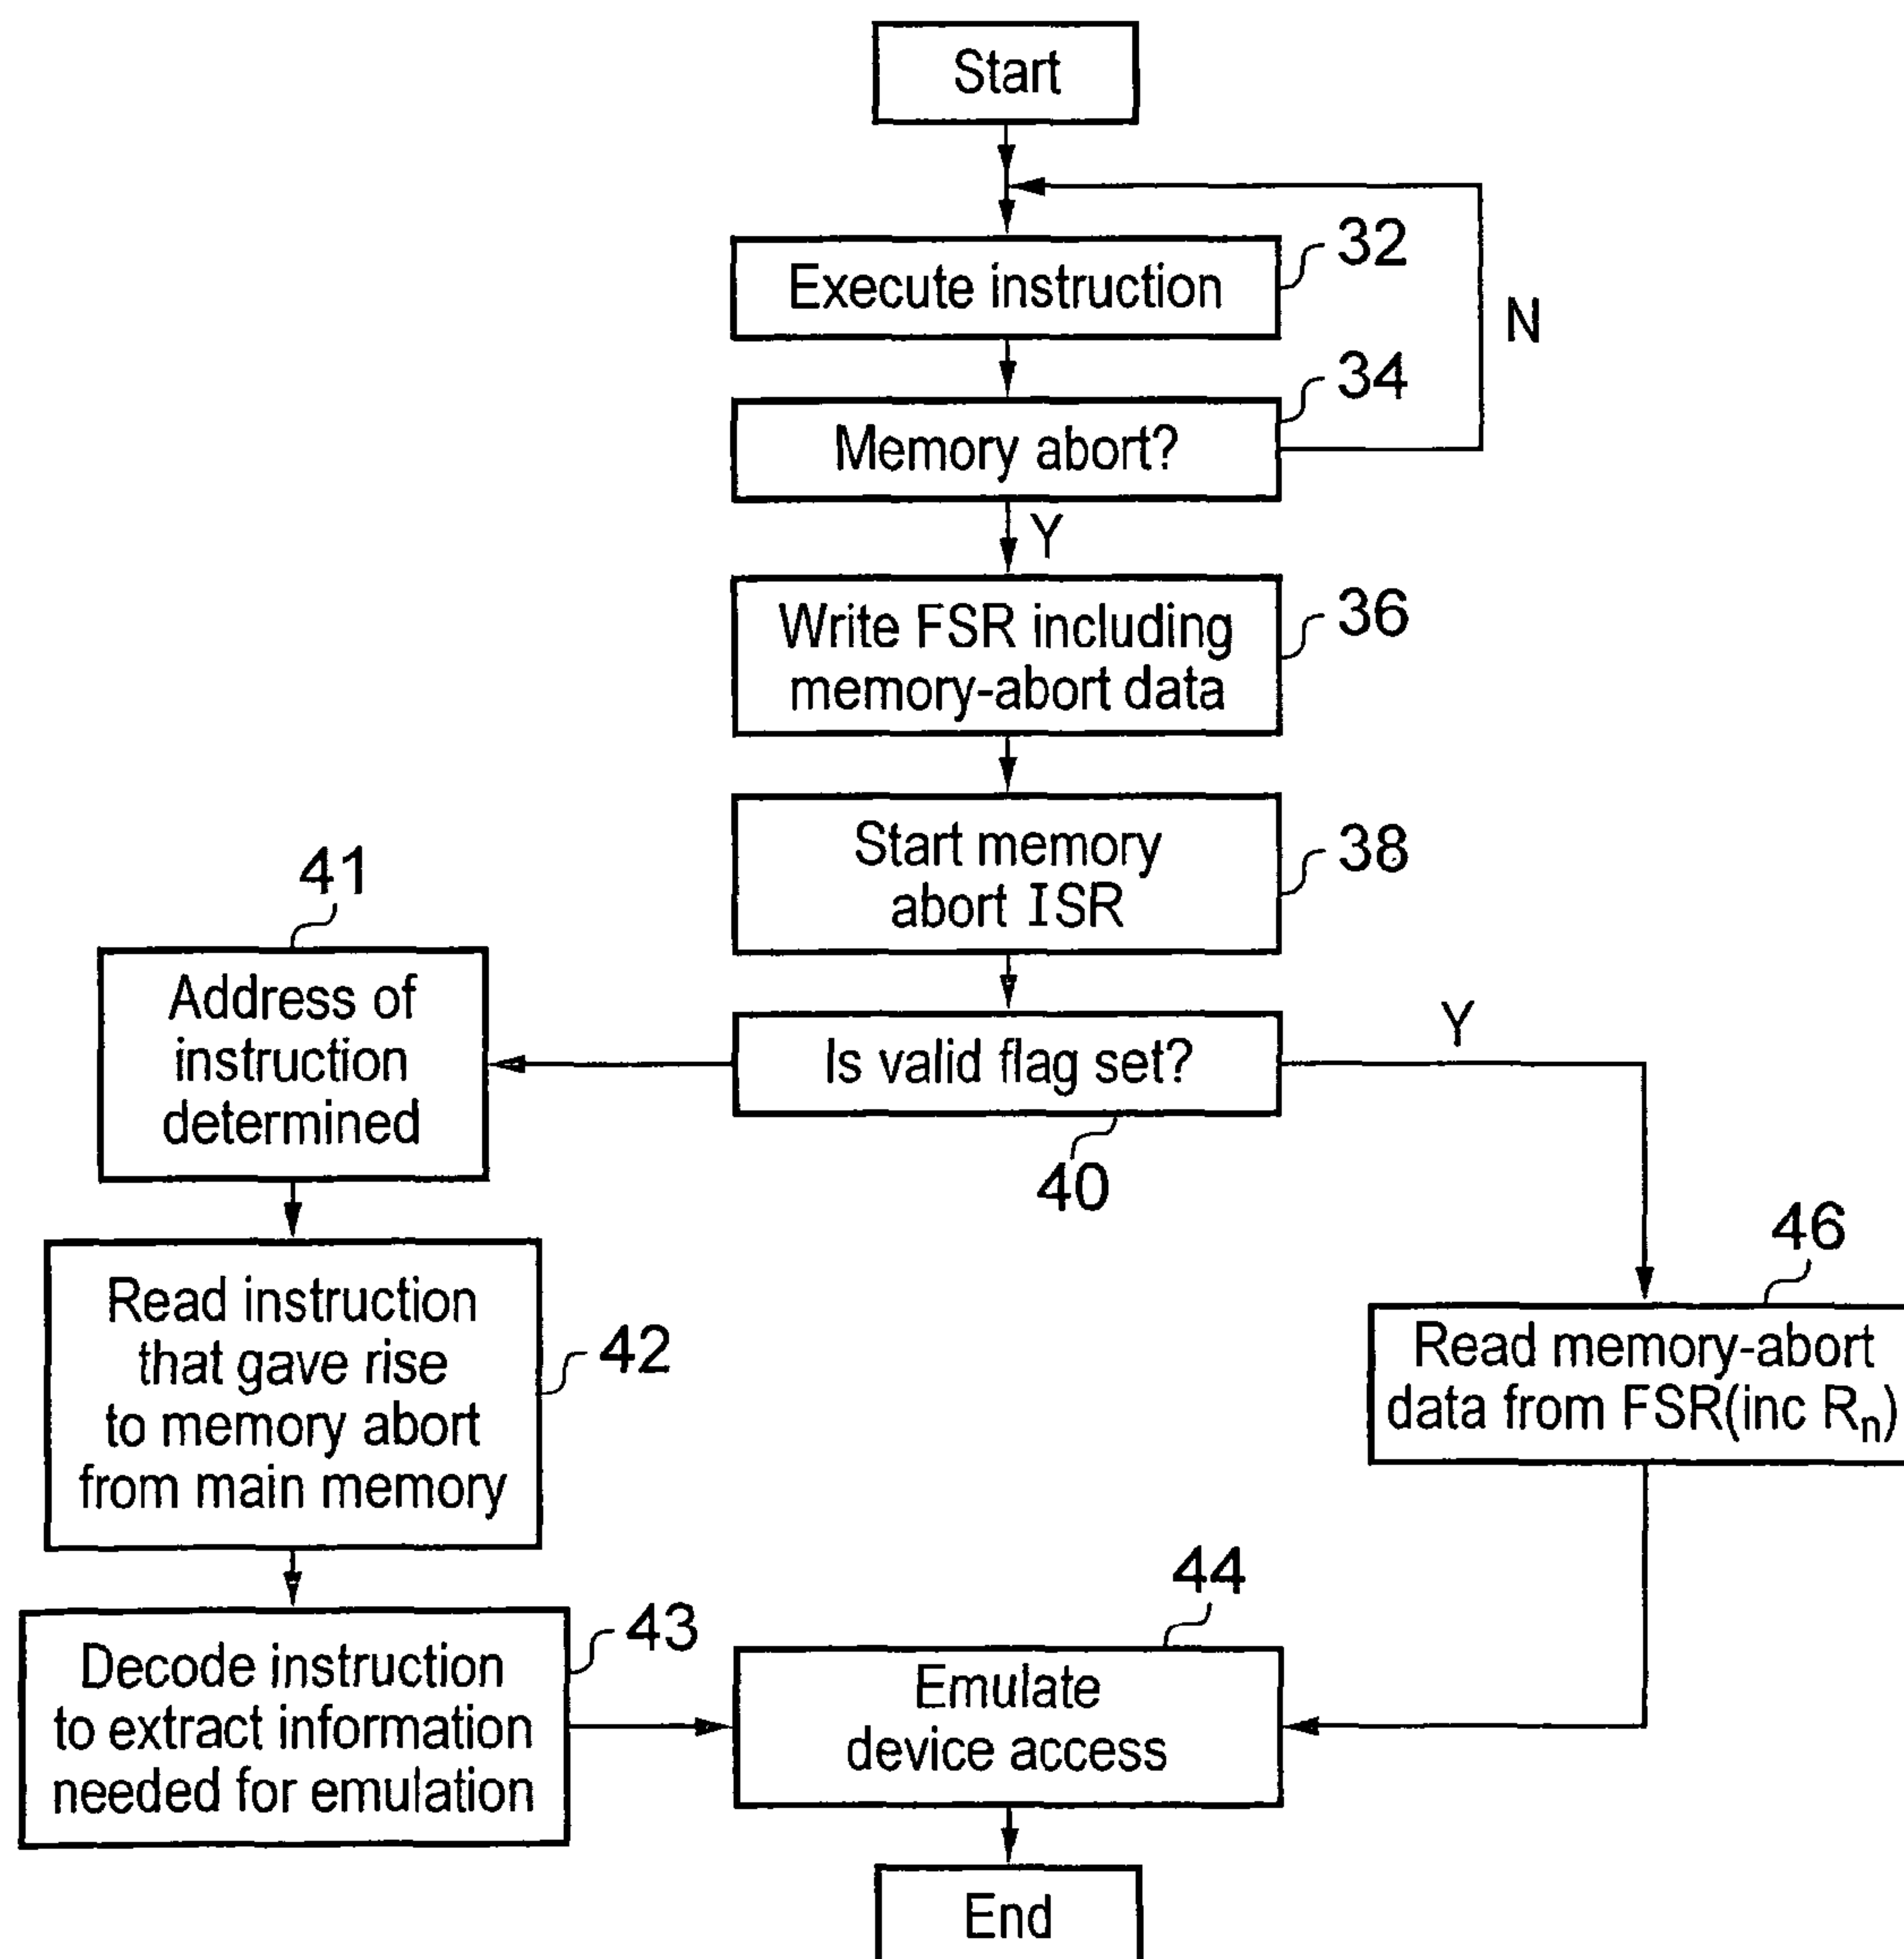 Start
Execute instruction
32
N
Memory abort?
34
Y
Write FSR including
memory-abort data
36
Start memory
abort ISR
38
41
Address of
instruction
determined
Is valid flag set?
40
Y
Read instruction
that gave rise
to memory abort
from main memory
42
46
Read memory-abort
data from FSR(inc Rn)
Decode instruction
to extract information
needed for emulation
43
44
Emulate
device access
End